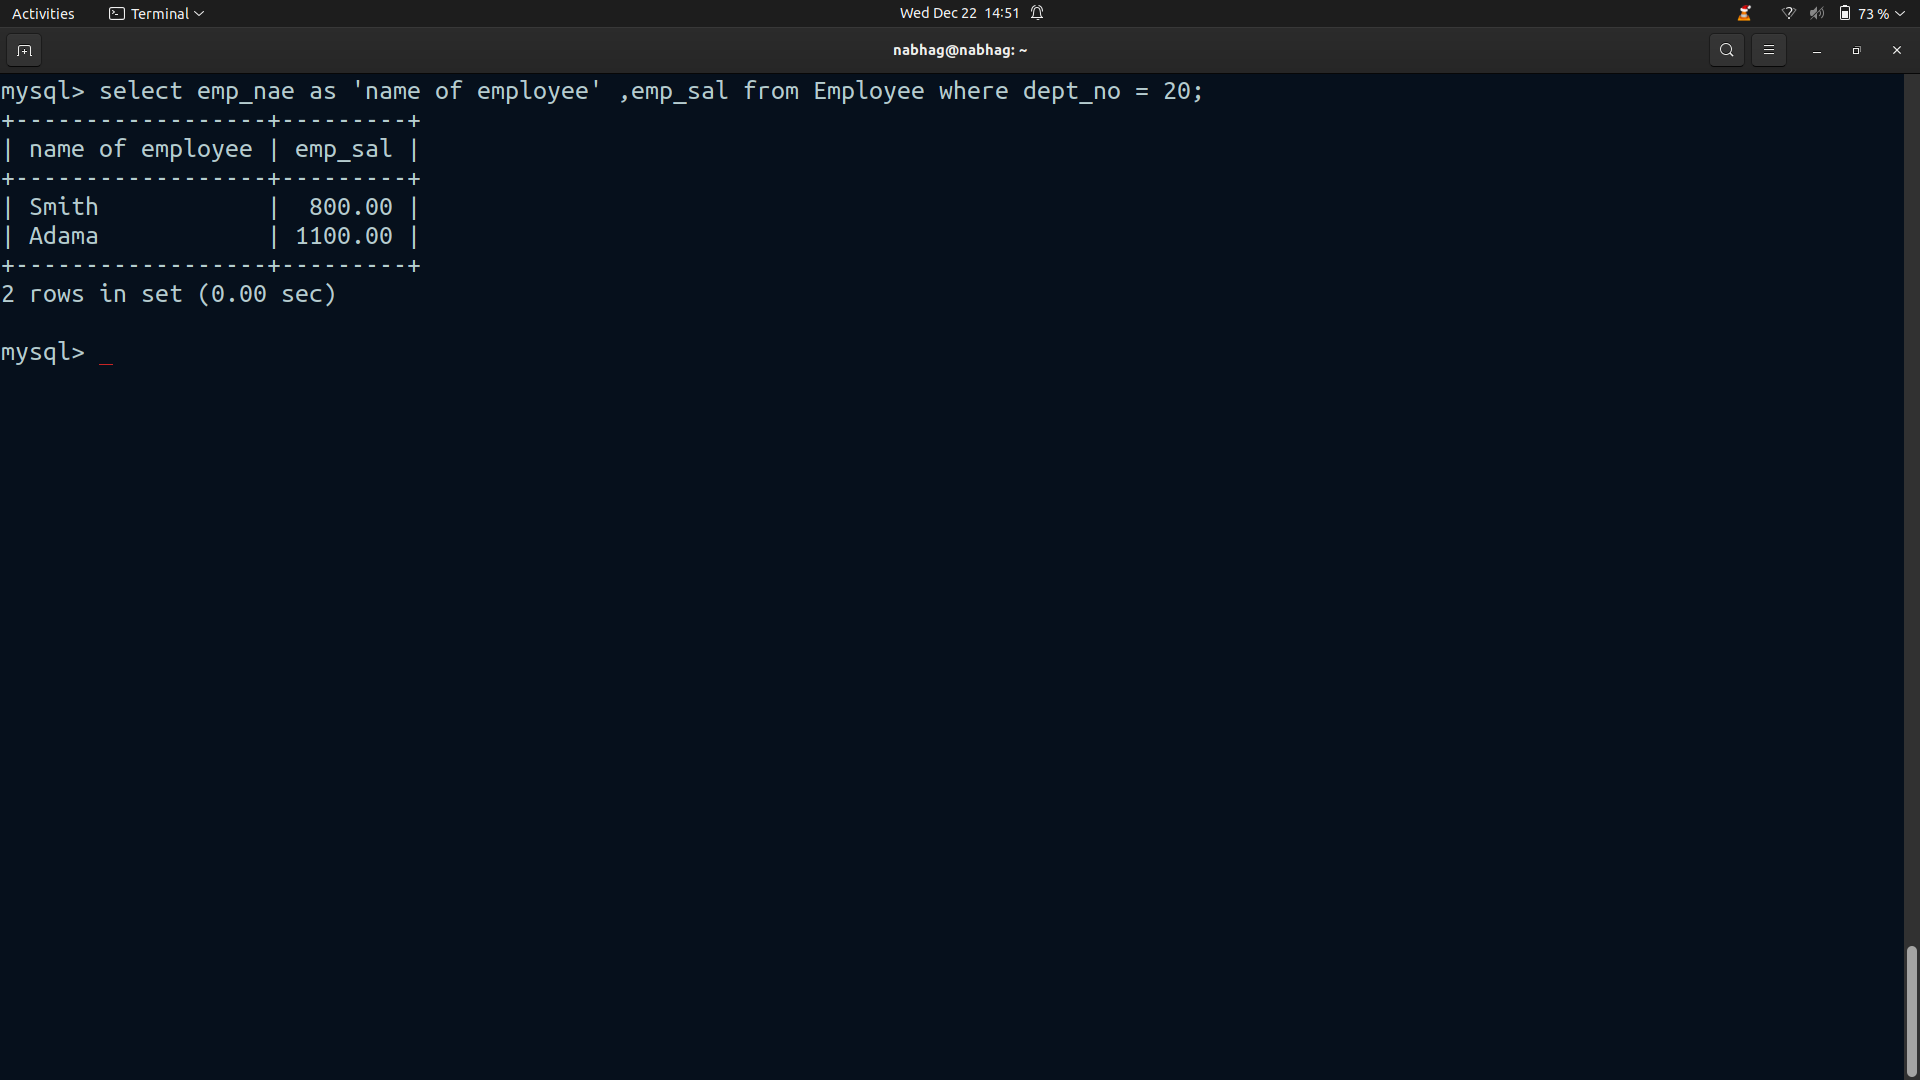 Activities Terminal Wed Dec 22 14:51 73 %
nabhag@nabhag: ~
mysql> select emp_nae as 'name of employee' ,emp_sal from Employee where dept_no = 20;
+------------------+---------+
| name of employee | emp_sal |
+------------------+---------+
| Smith            |  800.00 |
| Adama            | 1100.00 |
+------------------+---------+
2 rows in set (0.00 sec)
mysql> _